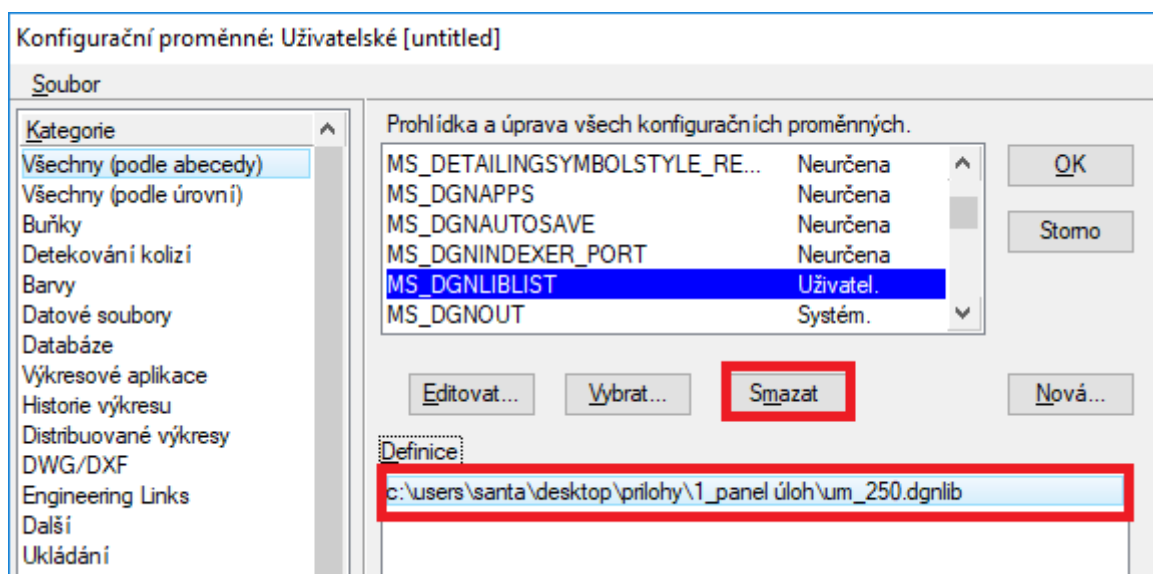 Konfigurační proměnné: Uživatelské [untitled]
Soubor
Kategorie
Všechny (podle abecedy)
Všechny (podle úrovní)
Buňky
Detekování kolizí
Barvy
Datové soubory
Databáze
Výkresové aplikace
Historie výkresu
Distribuované výkresy
DWG/DXF
Engineering Links
Další
Ukládání
Prohlídka a úprava všech konfiguračních proměnných.
MS_DETAILINGSYMBOLSTYLE_RE... Neurčena
MS_DGNAPPS Neurčena
MS_DGNAUTOSAVE Neurčena
MS_DGNINDEXER_PORT Neurčena
MS_DGNLIBLIST Uživatel.
MS_DGNOUT Systém.
OK
Storno
Editovat... Vybrat... Smazat Nová...
Definice
c:\users\santa\desktop\prilohy\1_panel úloh\um_250.dgnlib